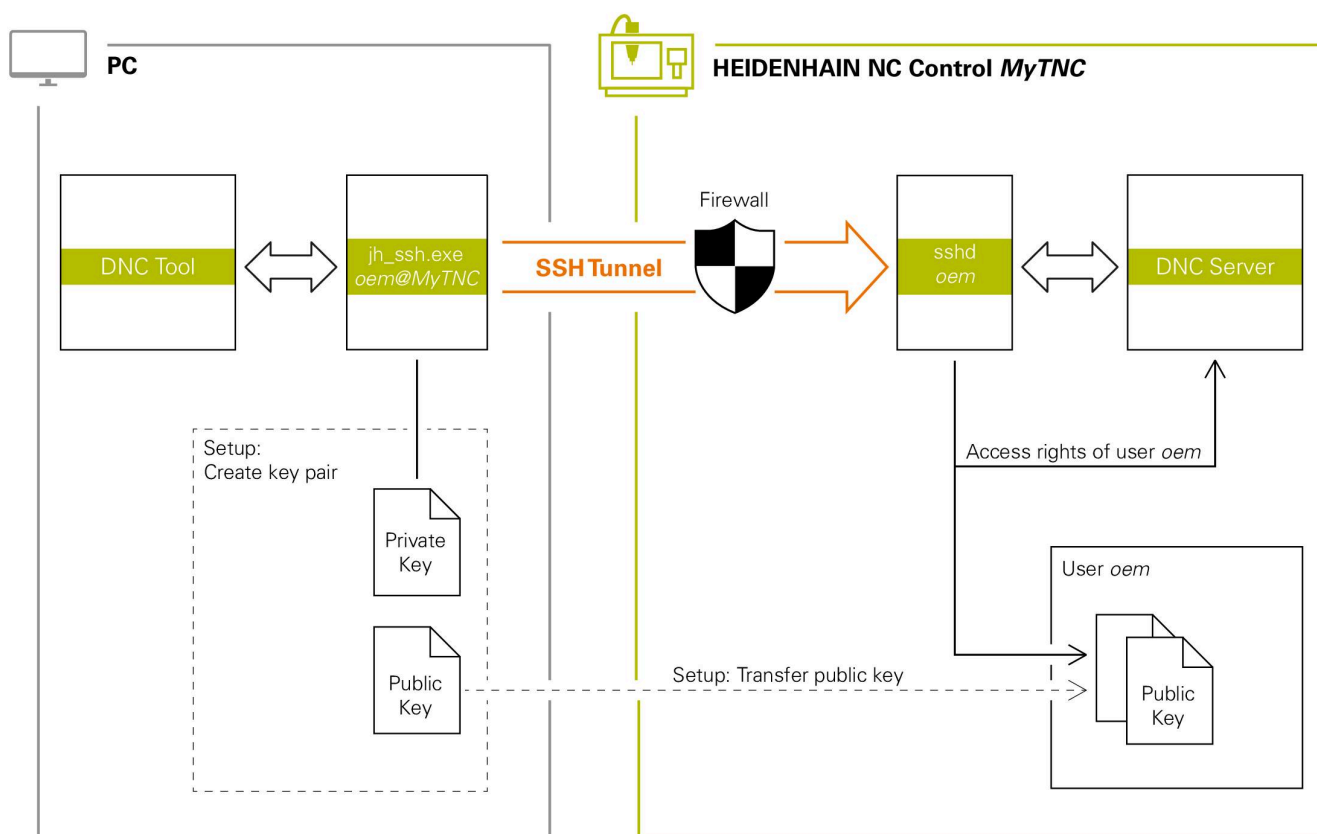 PC
HEIDENHAIN NC Control MyTNC
Firewall
DNC Tool
jh_ssh.exe
oem@MyTNC
SSH Tunnel
sshd
oem
DNC Server
Setup:
Create key pair
Access rights of user oem
Private
Key
User oem
Public
Key
Setup: Transfer public key
Public
Key